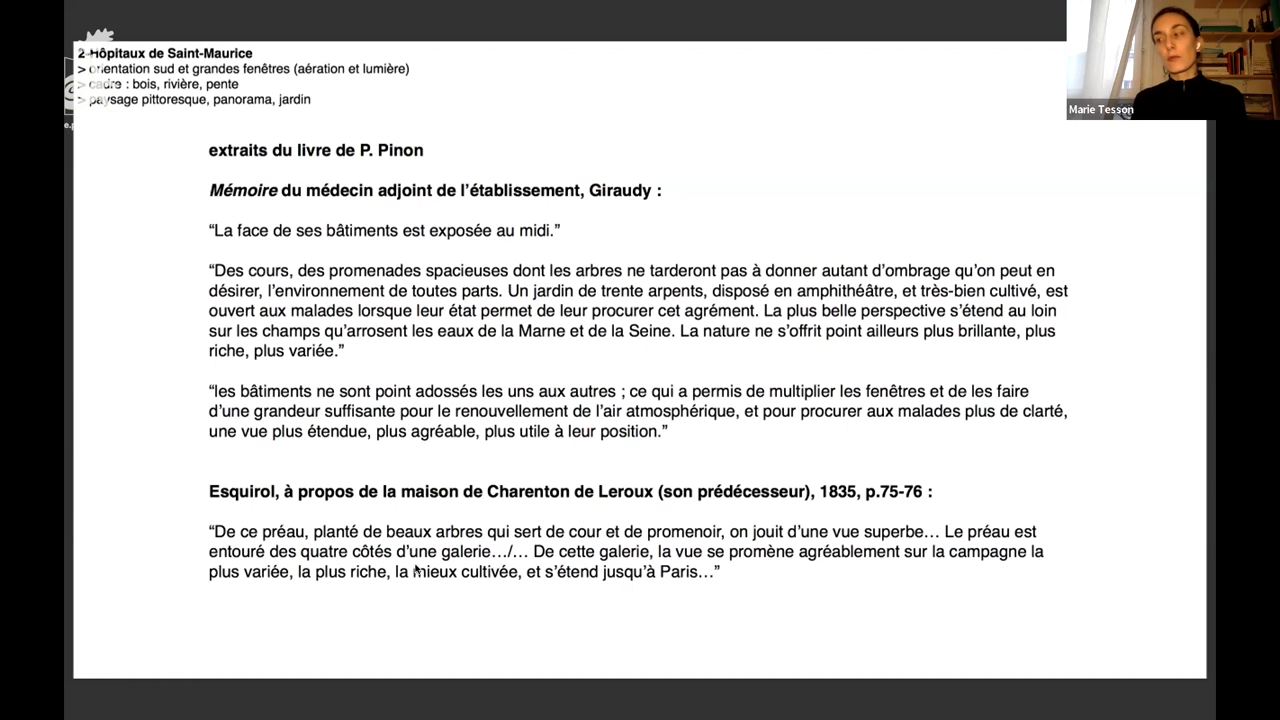 2-Hôpitaux de Saint-Maurice
> orientation sud et grandes fenêtres (aération et lumière)
> cadre : bois, rivière, pente
> paysage pittoresque, panorama, jardin
Marie Tesson
extraits du livre de P. Pinon
Mémoire du médecin adjoint de l’établissement, Giraudy :
“La face de ses bâtiments est exposée au midi.”
“Des cours, des promenades spacieuses dont les arbres ne tarderont pas à donner autant d’ombrage qu’on peut en
désirer, l’environnement de toutes parts. Un jardin de trente arpents, disposé en amphithéâtre, et très-bien cultivé, est
ouvert aux malades lorsque leur état permet de leur procurer cet agrément. La plus belle perspective s’étend au loin
sur les champs qu’arrosent les eaux de la Marne et de la Seine. La nature ne s’offrit point ailleurs plus brillante, plus
riche, plus variée.”
“les bâtiments ne sont point adossés les uns aux autres ; ce qui a permis de multiplier les fenêtres et de les faire
d’une grandeur suffisante pour le renouvellement de l’air atmosphérique, et pour procurer aux malades plus de clarté,
une vue plus étendue, plus agréable, plus utile à leur position.”
Esquirol, à propos de la maison de Charenton de Leroux (son prédécesseur), 1835, p.75-76 :
“De ce préau, planté de beaux arbres qui sert de cour et de promenoir, on jouit d’une vue superbe… Le préau est
entouré des quatre côtés d’une galerie…/… De cette galerie, la vue se promène agréablement sur la campagne la
plus variée, la plus riche, la mieux cultivée, et s’étend jusqu’à Paris…”